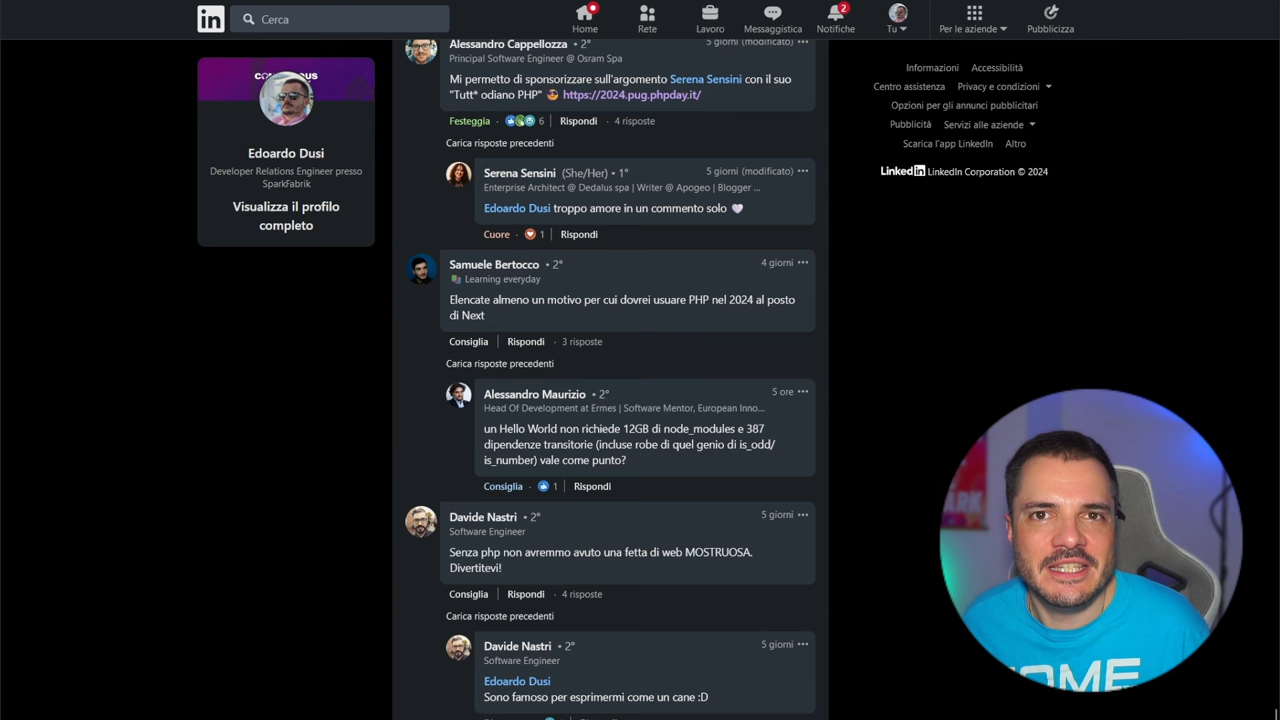 in
Cerca
Home
Rete
Lavoro
Messaggistica
2
Notifiche
Tu
Per le aziende
Pubblicizza
Edoardo Dusi
Developer Relations Engineer presso
SparkFabrik
Visualizza il profilo
completo
Alessandro Cappellozza • 2°
5 giorni (modificato)
Principal Software Engineer @ Osram Spa
Mi permetto di sponsorizzare sull'argomento Serena Sensini con il suo
"Tutt* odiano PHP" 😎 https://2024.pug.phpday.it/
Festeggia · 6 | Rispondi · 4 risposte
Carica risposte precedenti
Serena Sensini (She/Her) • 1°
5 giorni (modificato)
Enterprise Architect @ Dedalus spa | Writer @ Apogeo | Blogger ...
Edoardo Dusi troppo amore in un commento solo 🤍
Cuore · 1 | Rispondi
Samuele Bertocco • 2°
4 giorni
Learning everyday
Elencate almeno un motivo per cui dovrei usuare PHP nel 2024 al posto
di Next
Consiglia | Rispondi · 3 risposte
Carica risposte precedenti
Alessandro Maurizio • 2°
5 ore
Head Of Development at Ermes | Software Mentor, European Inno...
un Hello World non richiede 12GB di node_modules e 387
dipendenze transitorie (incluse robe di quel genio di is_odd/
is_number) vale come punto?
Consiglia · 1 | Rispondi
Davide Nastri • 2°
5 giorni
Software Engineer
Senza php non avremmo avuto una fetta di web MOSTRUOSA.
Divertitevi!
Consiglia | Rispondi · 4 risposte
Carica risposte precedenti
Davide Nastri • 2°
5 giorni
Software Engineer
Edoardo Dusi
Sono famoso per esprimermi come un cane :D
Informazioni Accessibilità
Centro assistenza Privacy e condizioni
Opzioni per gli annunci pubblicitari
Pubblicità Servizi alle aziende
Scarica l'app LinkedIn Altro
LinkedIn LinkedIn Corporation © 2024